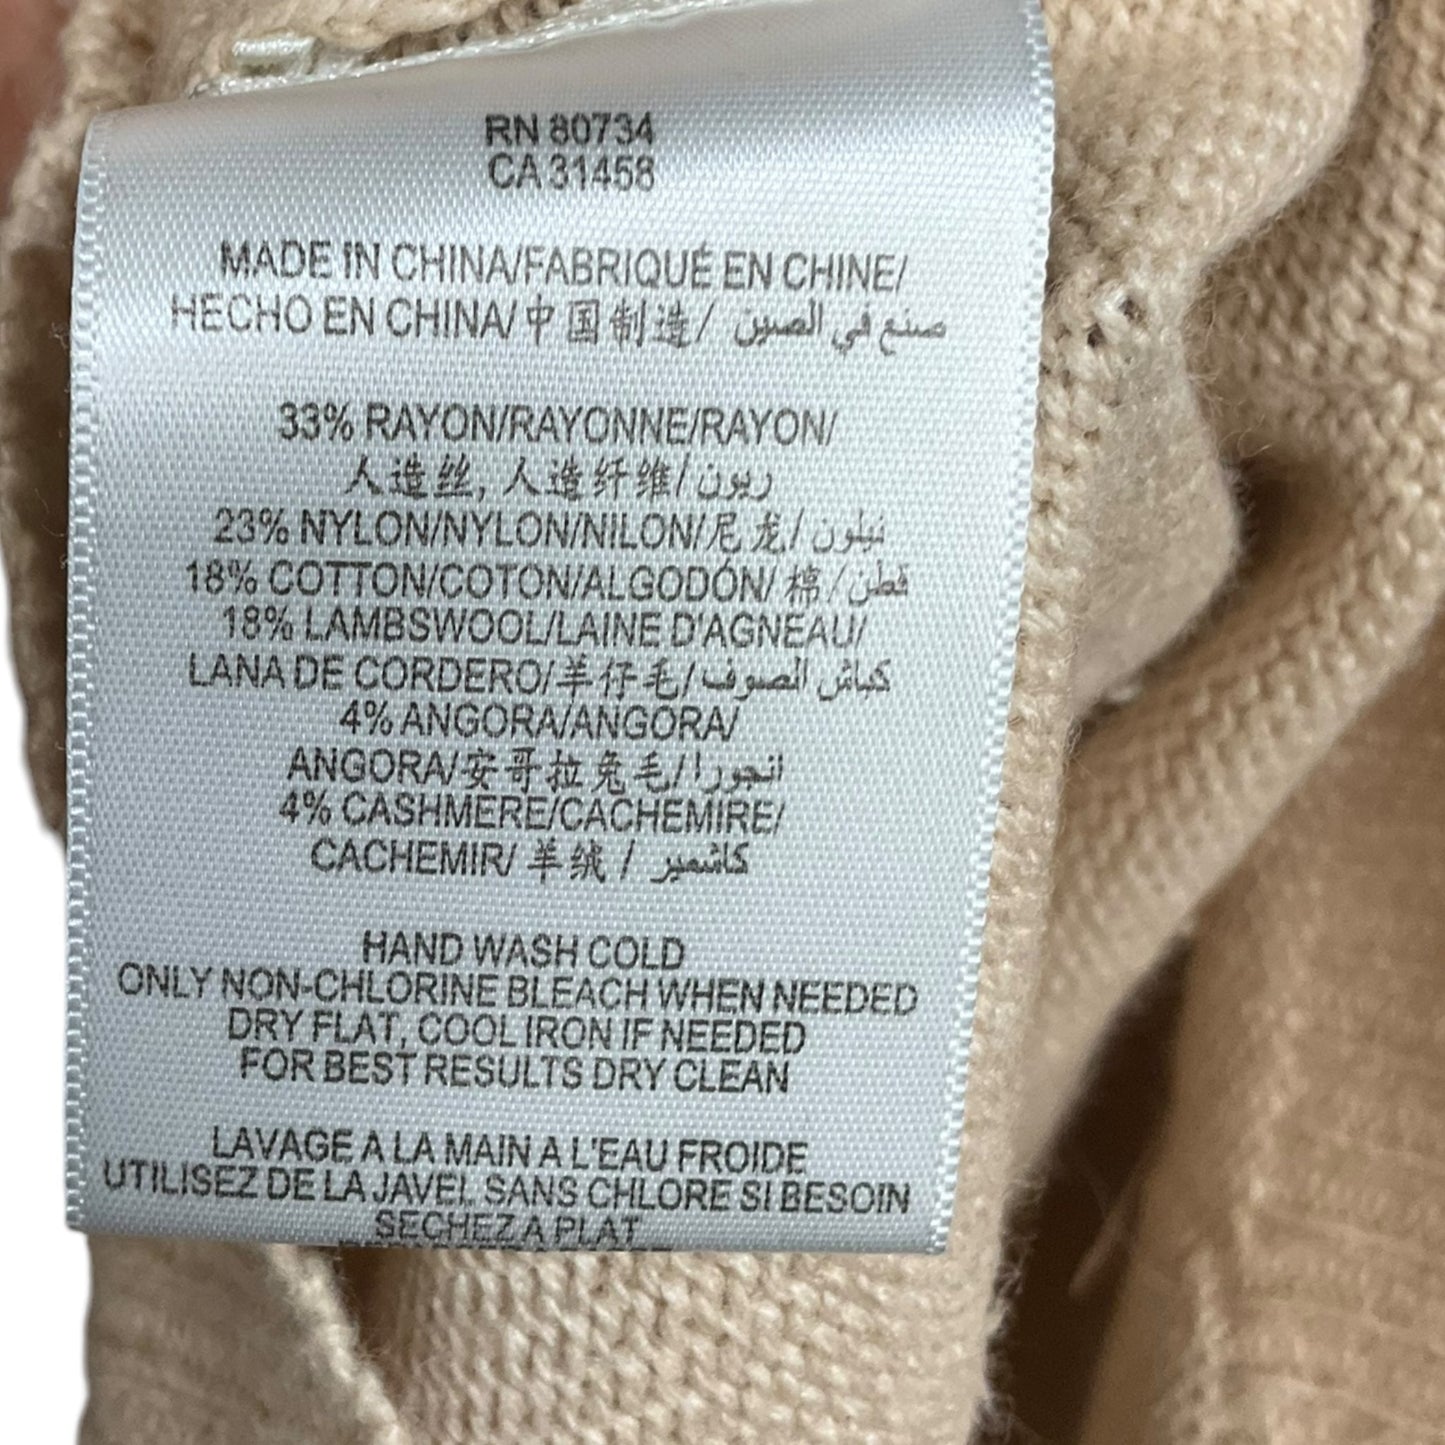 RN 80734
CA 31458
MADE IN CHINA/FABRIQUÉ EN CHINE/
HECHO EN CHINA/中国制造/ صنع في الصين
33% RAYON/RAYONNE/RAYON/
人造丝, 人造纤维/ ريون
23% NYLON/NYLON/NILON/尼龙/ نيلون
18% COTTON/COTON/ALGODÓN/棉/ قطن
18% LAMBSWOOL/LAINE D'AGNEAU/
LANA DE CORDERO/羊仔毛/ كباش الصوف
4% ANGORA/ANGORA/
ANGORA/安哥拉兔毛/ انجورا
4% CASHMERE/CACHEMIRE/
CACHEMIR/ 羊绒 / كاشمير
HAND WASH COLD
ONLY NON-CHLORINE BLEACH WHEN NEEDED
DRY FLAT, COOL IRON IF NEEDED
FOR BEST RESULTS DRY CLEAN
LAVAGE A LA MAIN A L'EAU FROIDE
UTILISEZ DE LA JAVEL SANS CHLORE SI BESOIN
SECHEZ A PLAT